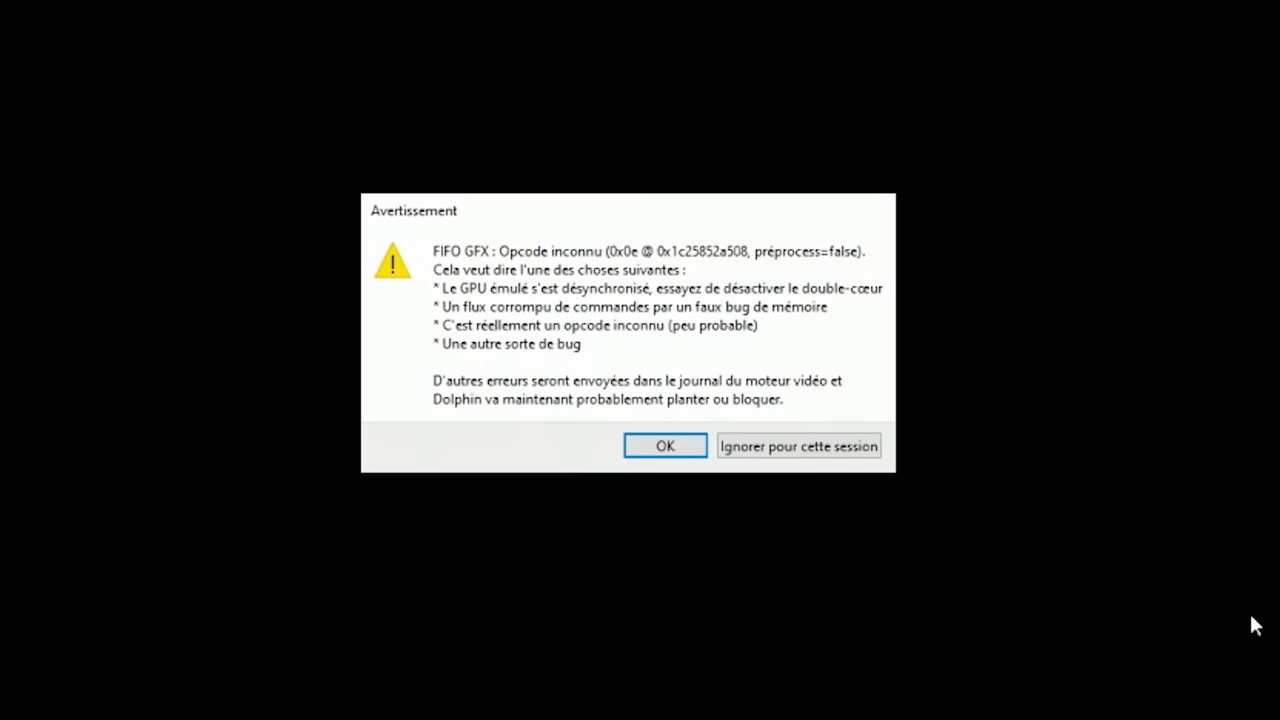 Avertissement
FIFO GFX : Opcode inconnu (0x0e @ 0x1c25852a508, préprocess=false).
Cela veut dire l'une des choses suivantes :
* Le GPU émulé s'est désynchronisé, essayez de désactiver le double-cœur
* Un flux corrompu de commandes par un faux bug de mémoire
* C'est réellement un opcode inconnu (peu probable)
* Une autre sorte de bug
D'autres erreurs seront envoyées dans le journal du moteur vidéo et
Dolphin va maintenant probablement planter ou bloquer.
OK
Ignorer pour cette session